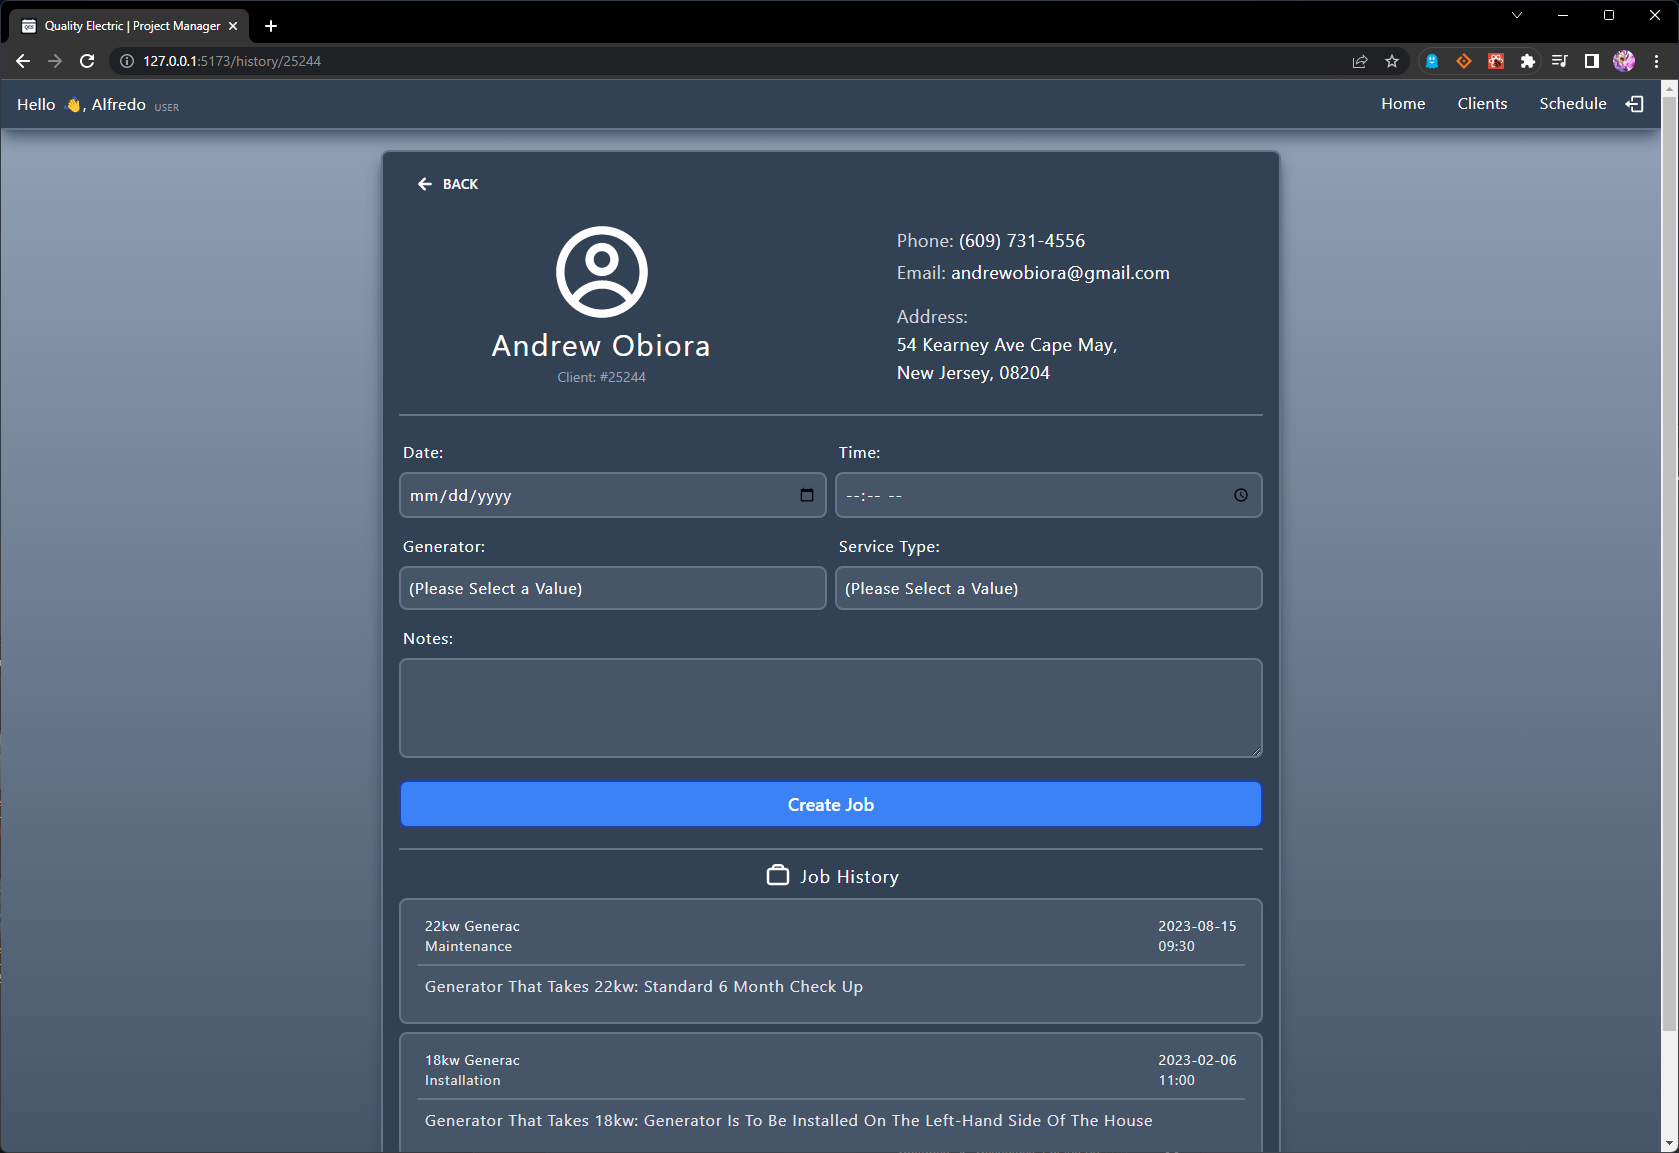 Quality Electric | Project Manager
127.0.0.1:5173/history/25244
Hello 👋, Alfredo USER
Home Clients Schedule
BACK
Andrew Obiora
Client: #25244
Phone: (609) 731-4556
Email: andrewobiora@gmail.com
Address:
54 Kearney Ave Cape May,
New Jersey, 08204
Date:
mm/dd/yyyy
Time:
--:-- --
Generator:
(Please Select a Value)
Service Type:
(Please Select a Value)
Notes:
Create Job
Job History
22kw Generac
Maintenance
2023-08-15
09:30
Generator That Takes 22kw: Standard 6 Month Check Up
18kw Generac
Installation
2023-02-06
11:00
Generator That Takes 18kw: Generator Is To Be Installed On The Left-Hand Side Of The House